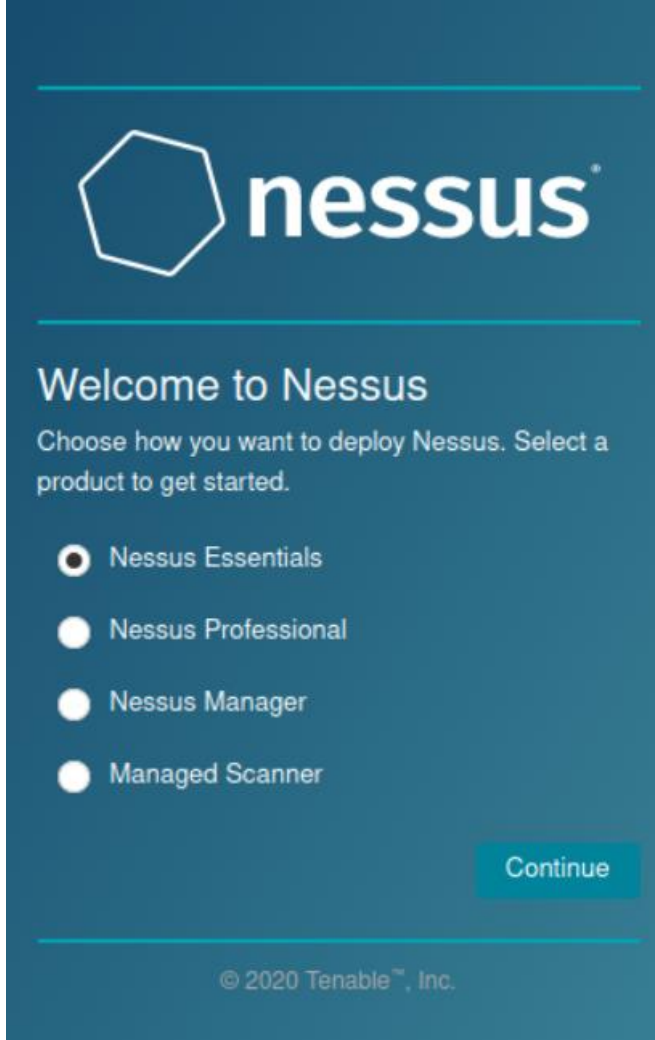 nessus®
Welcome to Nessus
Choose how you want to deploy Nessus. Select a
product to get started.
Nessus Essentials
Nessus Professional
Nessus Manager
Managed Scanner
Continue
© 2020 Tenable™, Inc.